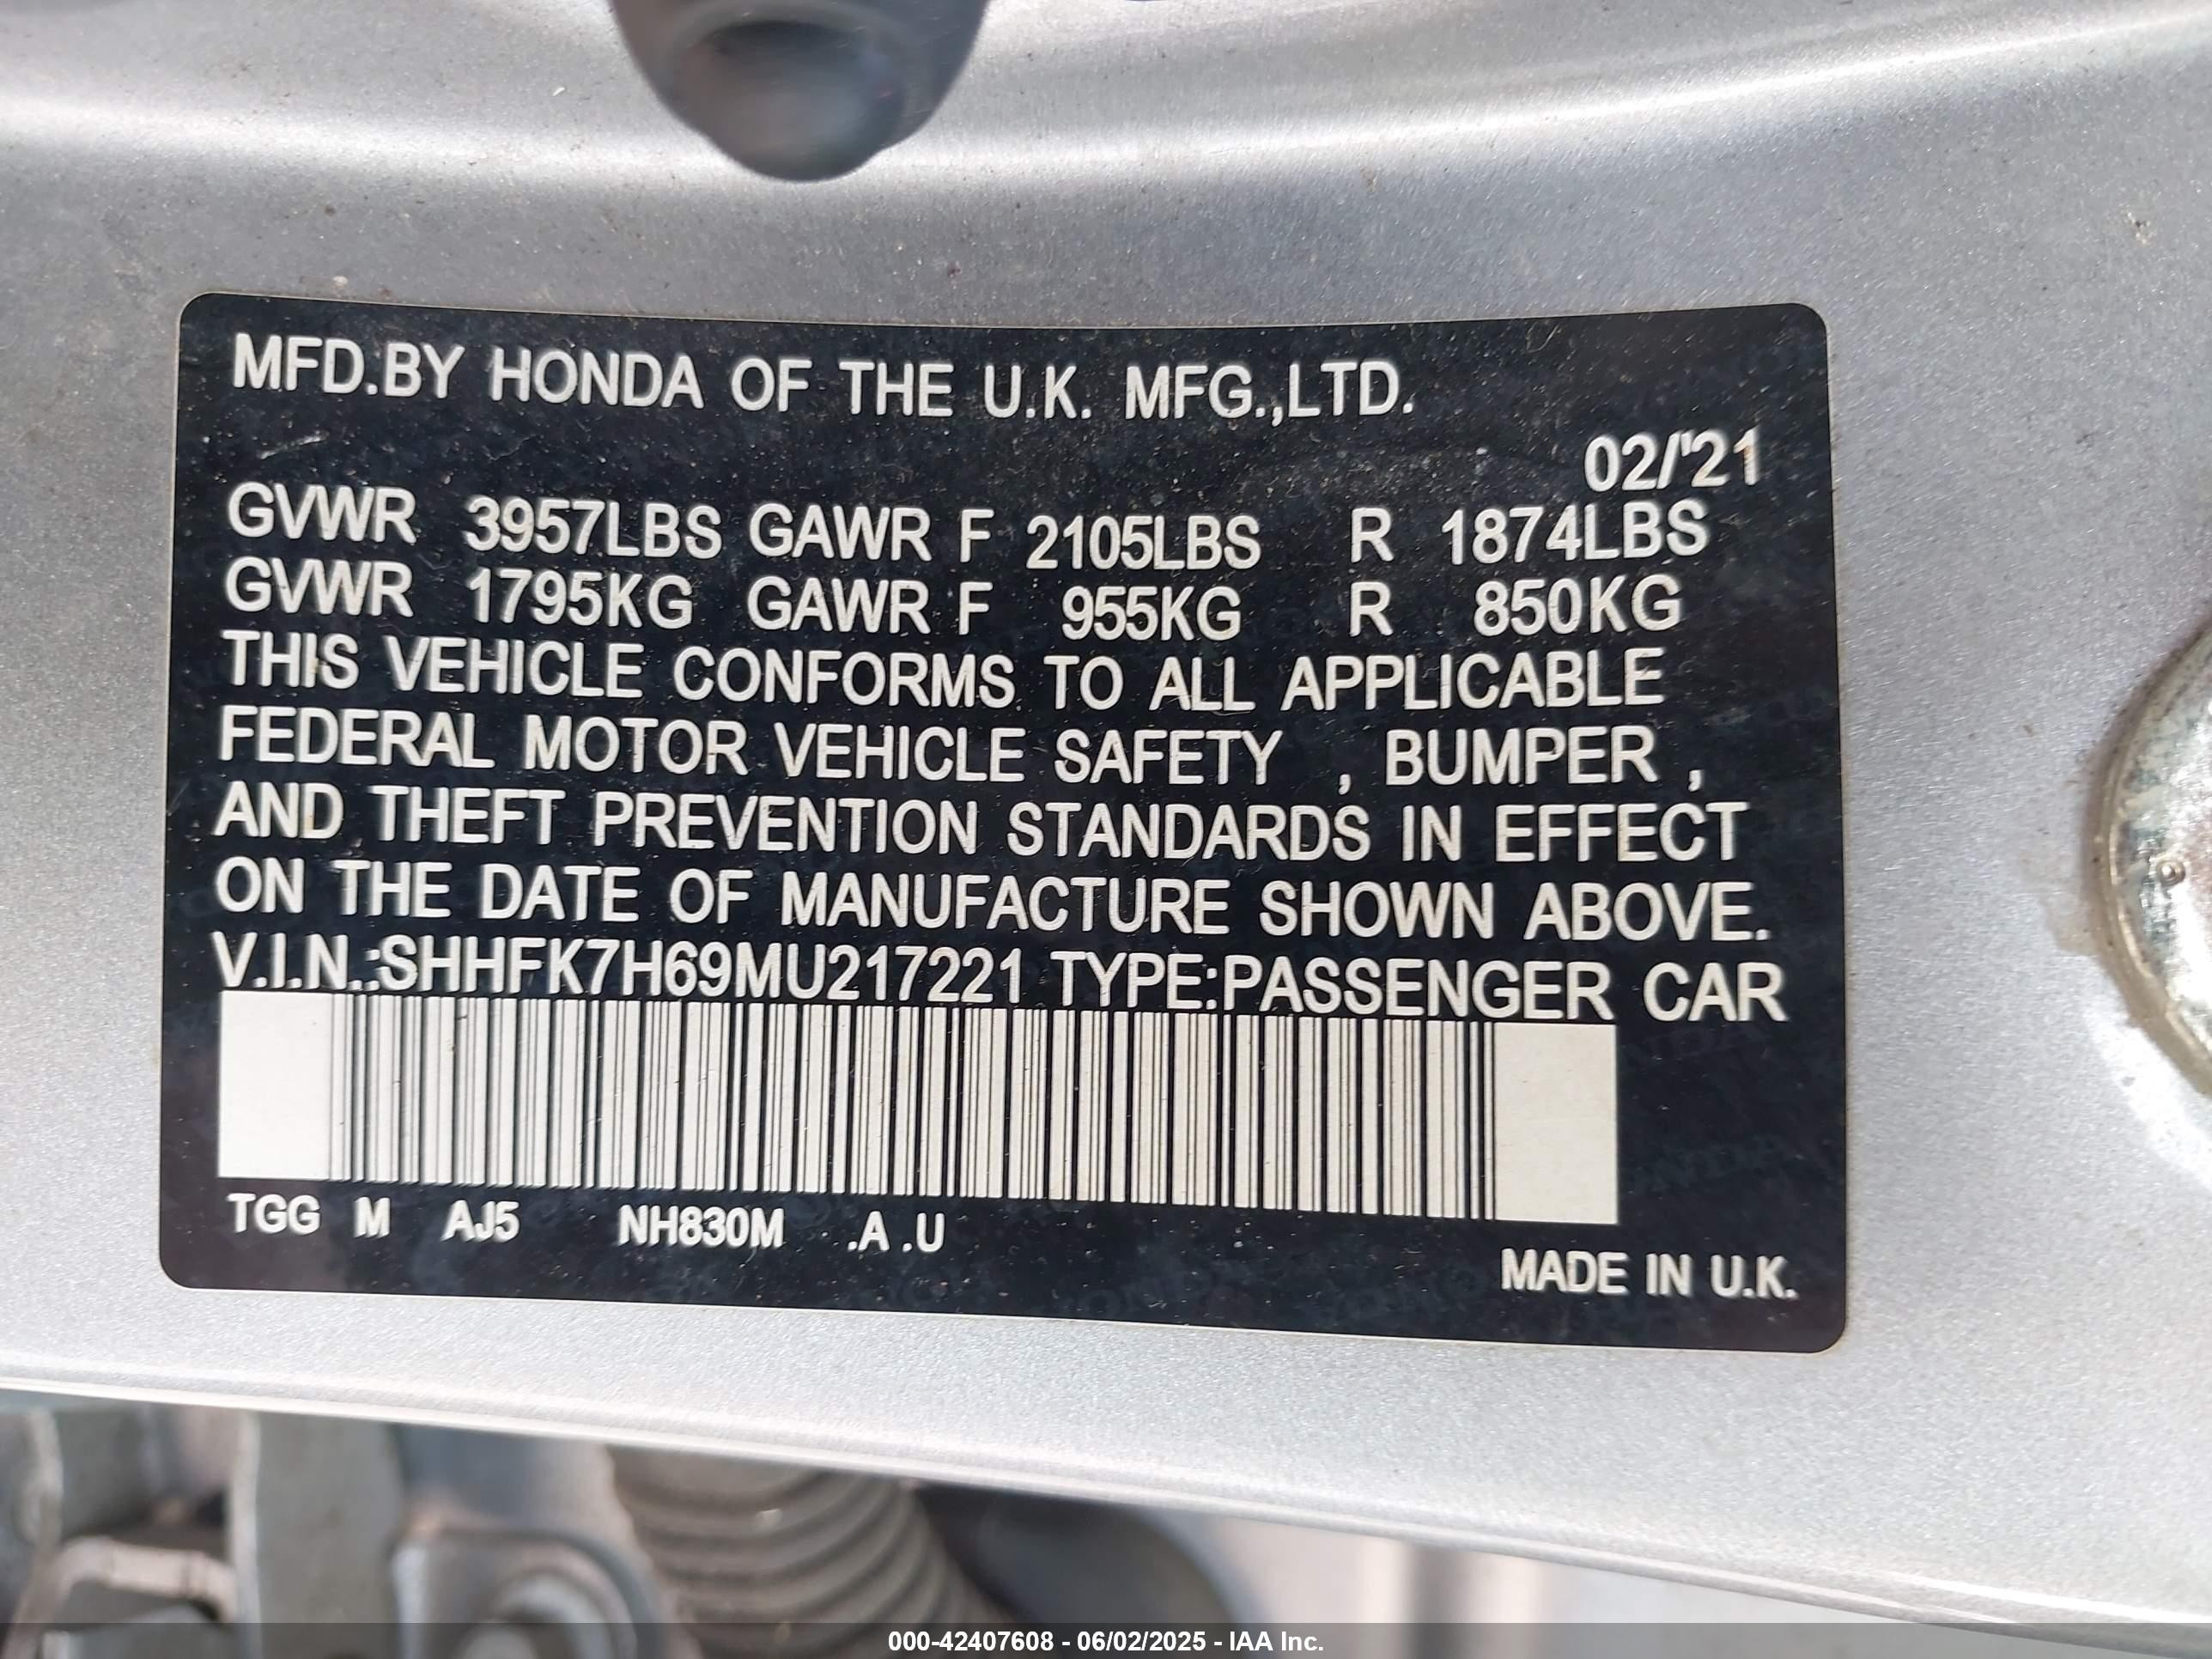 MFD.BY HONDA OF THE U.K. MFG.,LTD.
02/'21
GVWR 3957LBS GAWR F 2105LBS R 1874LBS
GVWR 1795KG GAWR F 955KG R 850KG
THIS VEHICLE CONFORMS TO ALL APPLICABLE
FEDERAL MOTOR VEHICLE SAFETY , BUMPER ,
AND THEFT PREVENTION STANDARDS IN EFFECT
ON THE DATE OF MANUFACTURE SHOWN ABOVE.
V.I.N.:SHHFK7H69MU217221 TYPE:PASSENGER CAR
TGG M AJ5 NH830M .A .U
MADE IN U.K.
000-42407608 - 06/02/2025 - IAA Inc.